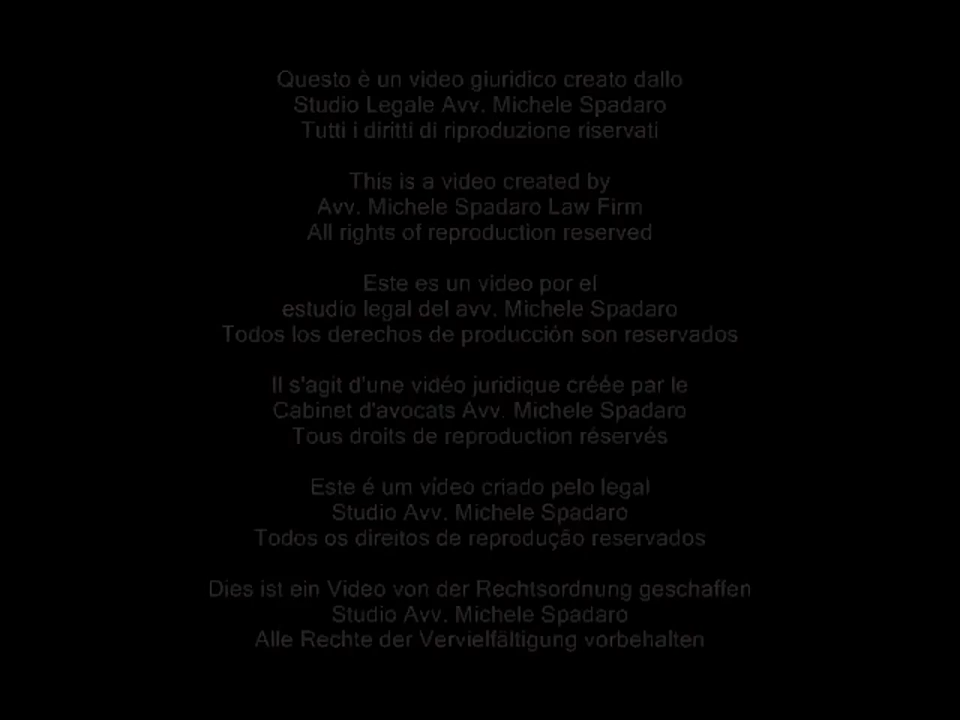 Questo è un video giuridico creato dallo
Studio Legale Avv. Michele Spadaro
Tutti i diritti di riproduzione riservati
This is a video created by
Avv. Michele Spadaro Law Firm
All rights of reproduction reserved
Este es un video por el
estudio legal del avv. Michele Spadaro
Todos los derechos de producción son reservados
Il s'agit d'une vidéo juridique créée par le
Cabinet d'avocats Avv. Michele Spadaro
Tous droits de reproduction réservés
Este é um vídeo criado pelo legal
Studio Avv. Michele Spadaro
Todos os direitos de reprodução reservados
Dies ist ein Video von der Rechtsordnung geschaffen
Studio Avv. Michele Spadaro
Alle Rechte der Vervielfältigung vorbehalten